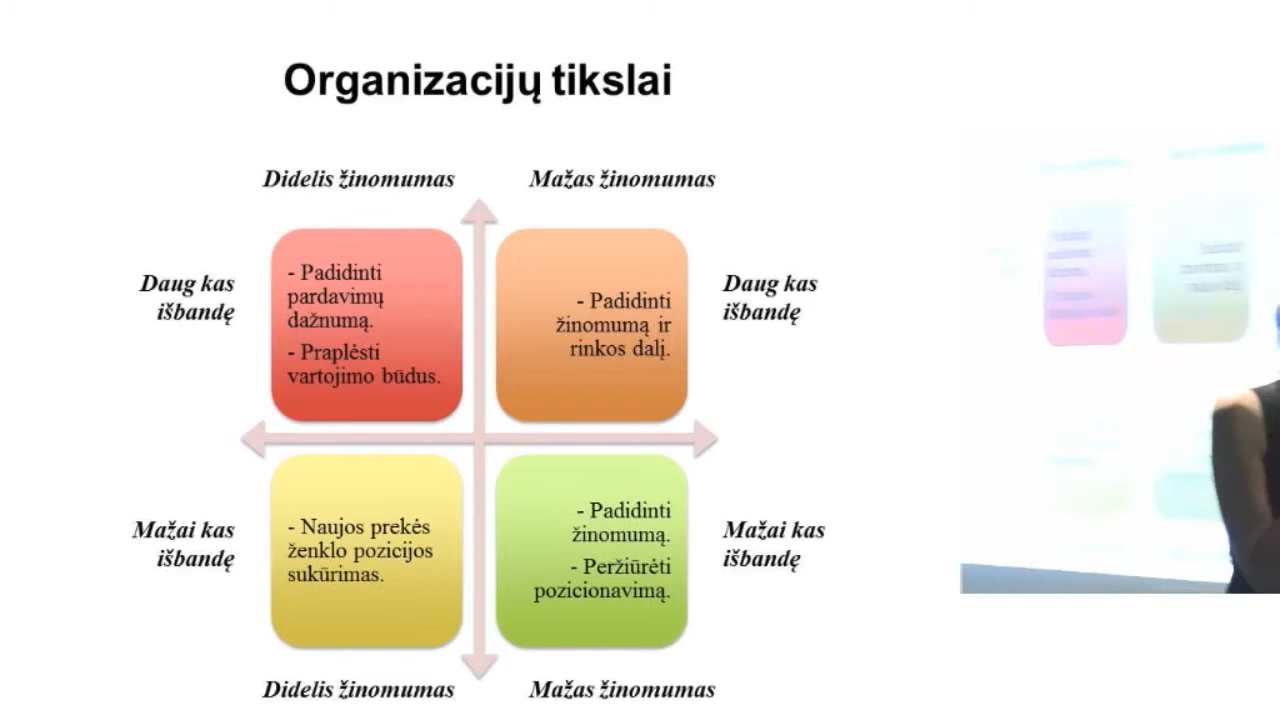 Organizacijų tikslai
Didelis žinomumas
Mažas žinomumas
Daug kas
išbandę
- Padidinti
pardavimų
dažnumą.
- Praplėsti
vartojimo būdus.
- Padidinti
žinomumą ir
rinkos dalį.
Daug kas
išbandę
Mažai kas
išbandę
- Naujos prekės
ženklo pozicijos
sukūrimas.
- Padidinti
žinomumą.
- Peržiūrėti
pozicionavimą.
Mažai kas
išbandę
Didelis žinomumas
Mažas žinomumas